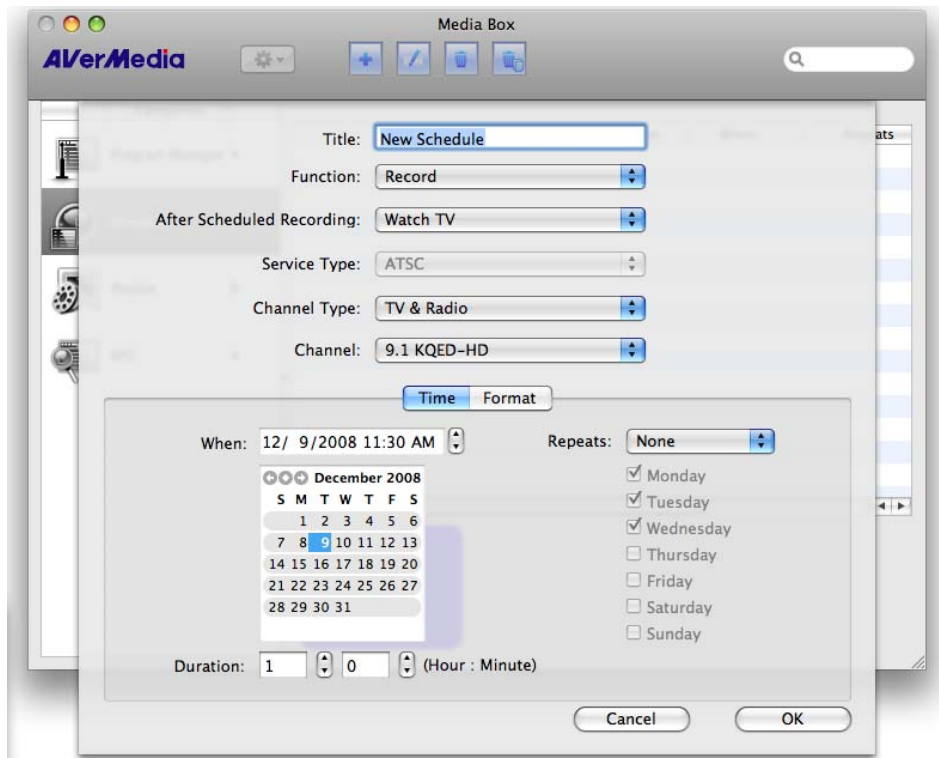 Media Box
AVerMedia
ats
Title: New Schedule
Function: Record
After Scheduled Recording: Watch TV
Service Type: ATSC
Channel Type: TV & Radio
Channel: 9.1 KQED-HD
Time Format
When: 12/ 9/2008 11:30 AM Repeats: None
December 2008
S M T W T F S
1 2 3 4 5 6
7 8 9 10 11 12 13
14 15 16 17 18 19 20
21 22 23 24 25 26 27
28 29 30 31
Monday
Tuesday
Wednesday
Thursday
Friday
Saturday
Sunday
Duration: 1 0 (Hour : Minute)
Cancel OK